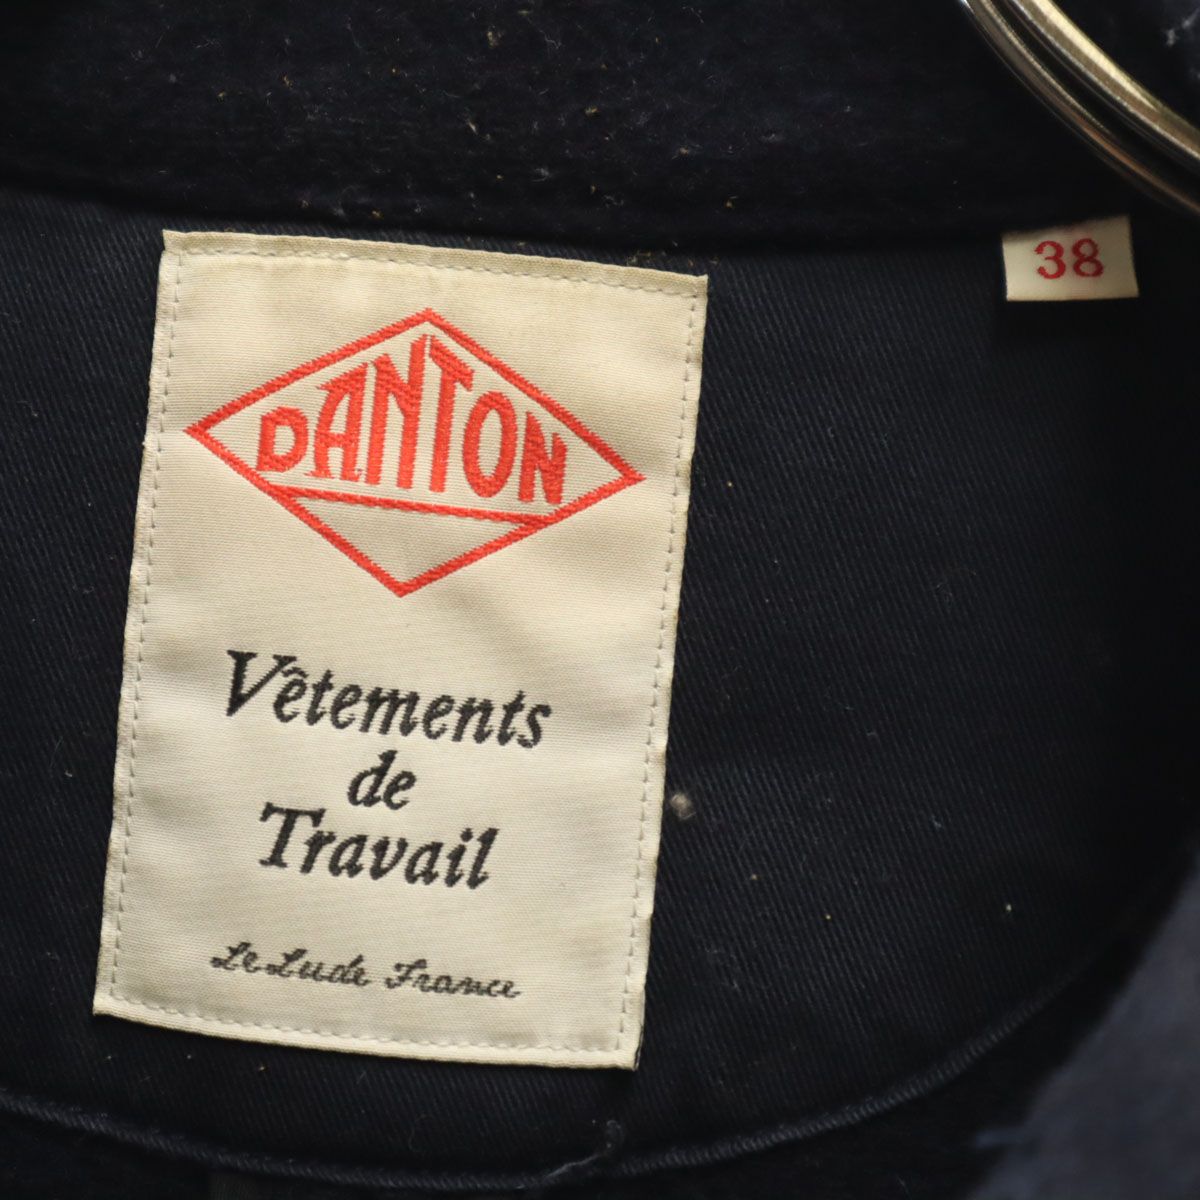 DANTON
Vêtements
de
Travail
Le Lude France
38